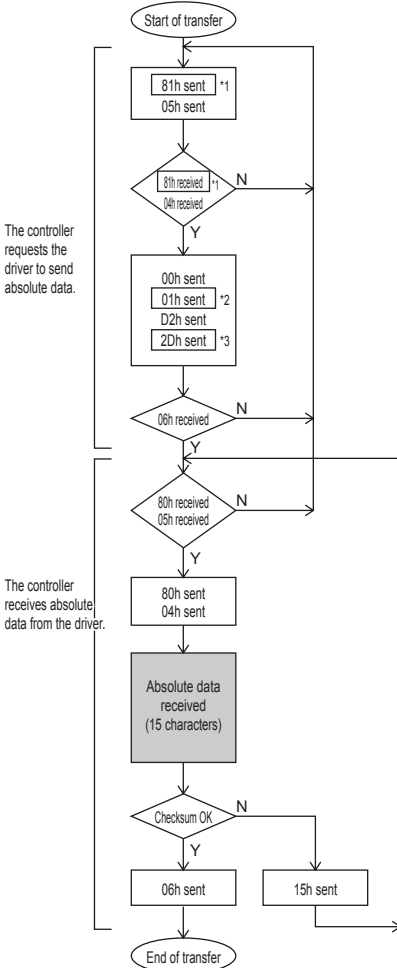 Start of transfer
81h sent *1
05h sent
81h received *1
04h received
N
Y
The controller
requests the
driver to send
absolute data.
00h sent
01h sent *2
D2h sent
2Dh sent *3
06h received
N
Y
80h received
05h received
N
Y
The controller
receives absolute
data from the driver.
80h sent
04h sent
Absolute data
received
(15 characters)
Checksum OK
N
Y
06h sent
15h sent
End of transfer